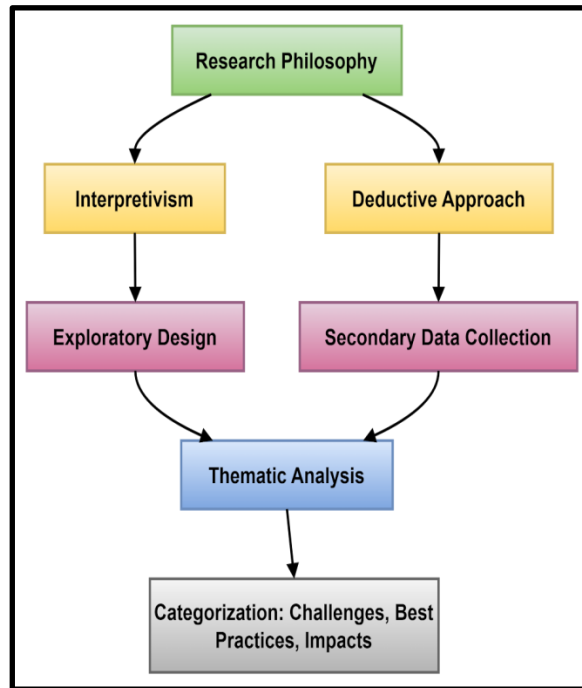 Research Philosophy
Interpretivism
Deductive Approach
Exploratory Design
Secondary Data Collection
Thematic Analysis
Categorization: Challenges, Best
Practices, Impacts